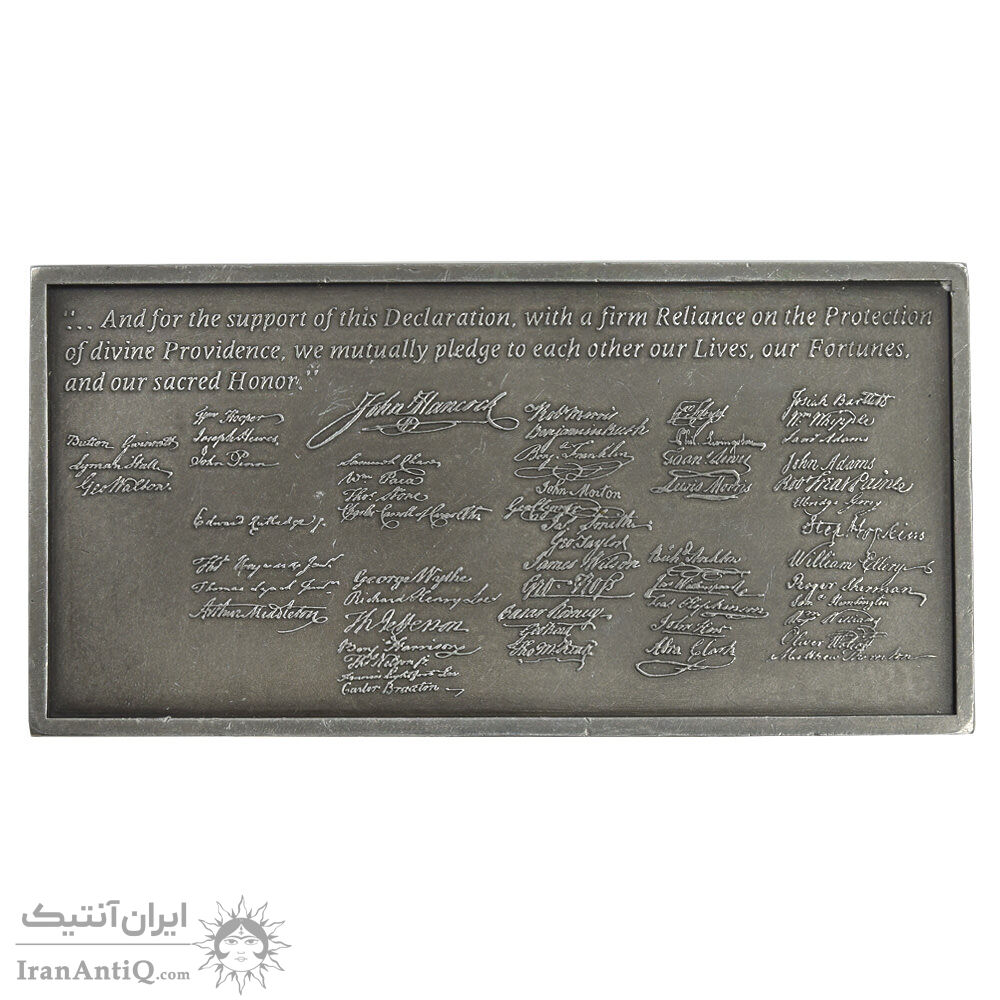 "... And for the support of this Declaration, with a firm Reliance on the Protection
of divine Providence, we mutually pledge to each other our Lives, our Fortunes,
and our sacred Honor."
Button Gwinnett
Lyman Hall
Geo Walton.
Wm Hooper
Joseph Hewes,
John Penn
Edward Rutledge
Thos Heyward Junr
Thomas Lynch Junr
Arthur Middleton
John Hancock
Samuel Chase
Wm Paca
Thos Stone
Charles Carroll of Carrollton
George Wythe
Richard Henry Lee
Th Jefferson
Benj Harrison
Thos Nelson jr
Francis Lightfoot Lee
Carter Braxton
Robt Morris
Benjamin Rush
Benj Franklin
John Morton
Geo Clymer
Jas Smith
Geo Taylor
James Wilson
Geo Ross
Caesar Rodney
Geo Read
Tho M:Kean
Phil. Livingston
Frans Lewis
Lewis Morris
Richd Stockton
Jno Witherspoon
Fras Hopkinson
John Hart
Abra Clark
Josiah Bartlett
Wm Whipple
Saml Adams
John Adams
Robt Treat Paine
Elbridge Gerry
Step. Hopkins
William Ellery
Roger Sherman
Saml Huntington
Wm Williams
Oliver Wolcott
Matthew Thornton
ایران آنتیک
IranAntiQ.com